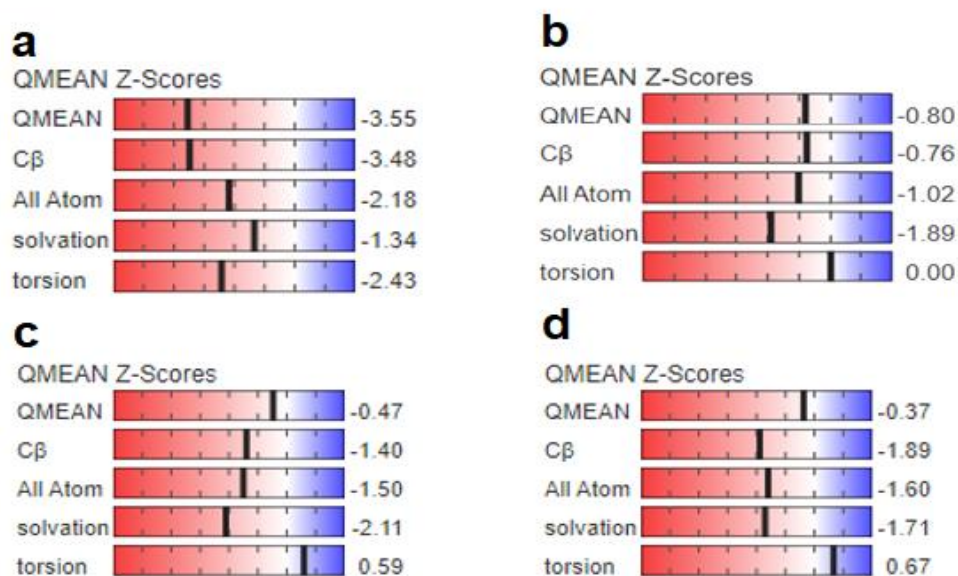 a
QMEAN Z-Scores
QMEAN -3.55
Cβ -3.48
All Atom -2.18
solvation -1.34
torsion -2.43
b
QMEAN Z-Scores
QMEAN -0.80
Cβ -0.76
All Atom -1.02
solvation -1.89
torsion 0.00
c
QMEAN Z-Scores
QMEAN -0.47
Cβ -1.40
All Atom -1.50
solvation -2.11
torsion 0.59
d
QMEAN Z-Scores
QMEAN -0.37
Cβ -1.89
All Atom -1.60
solvation -1.71
torsion 0.67